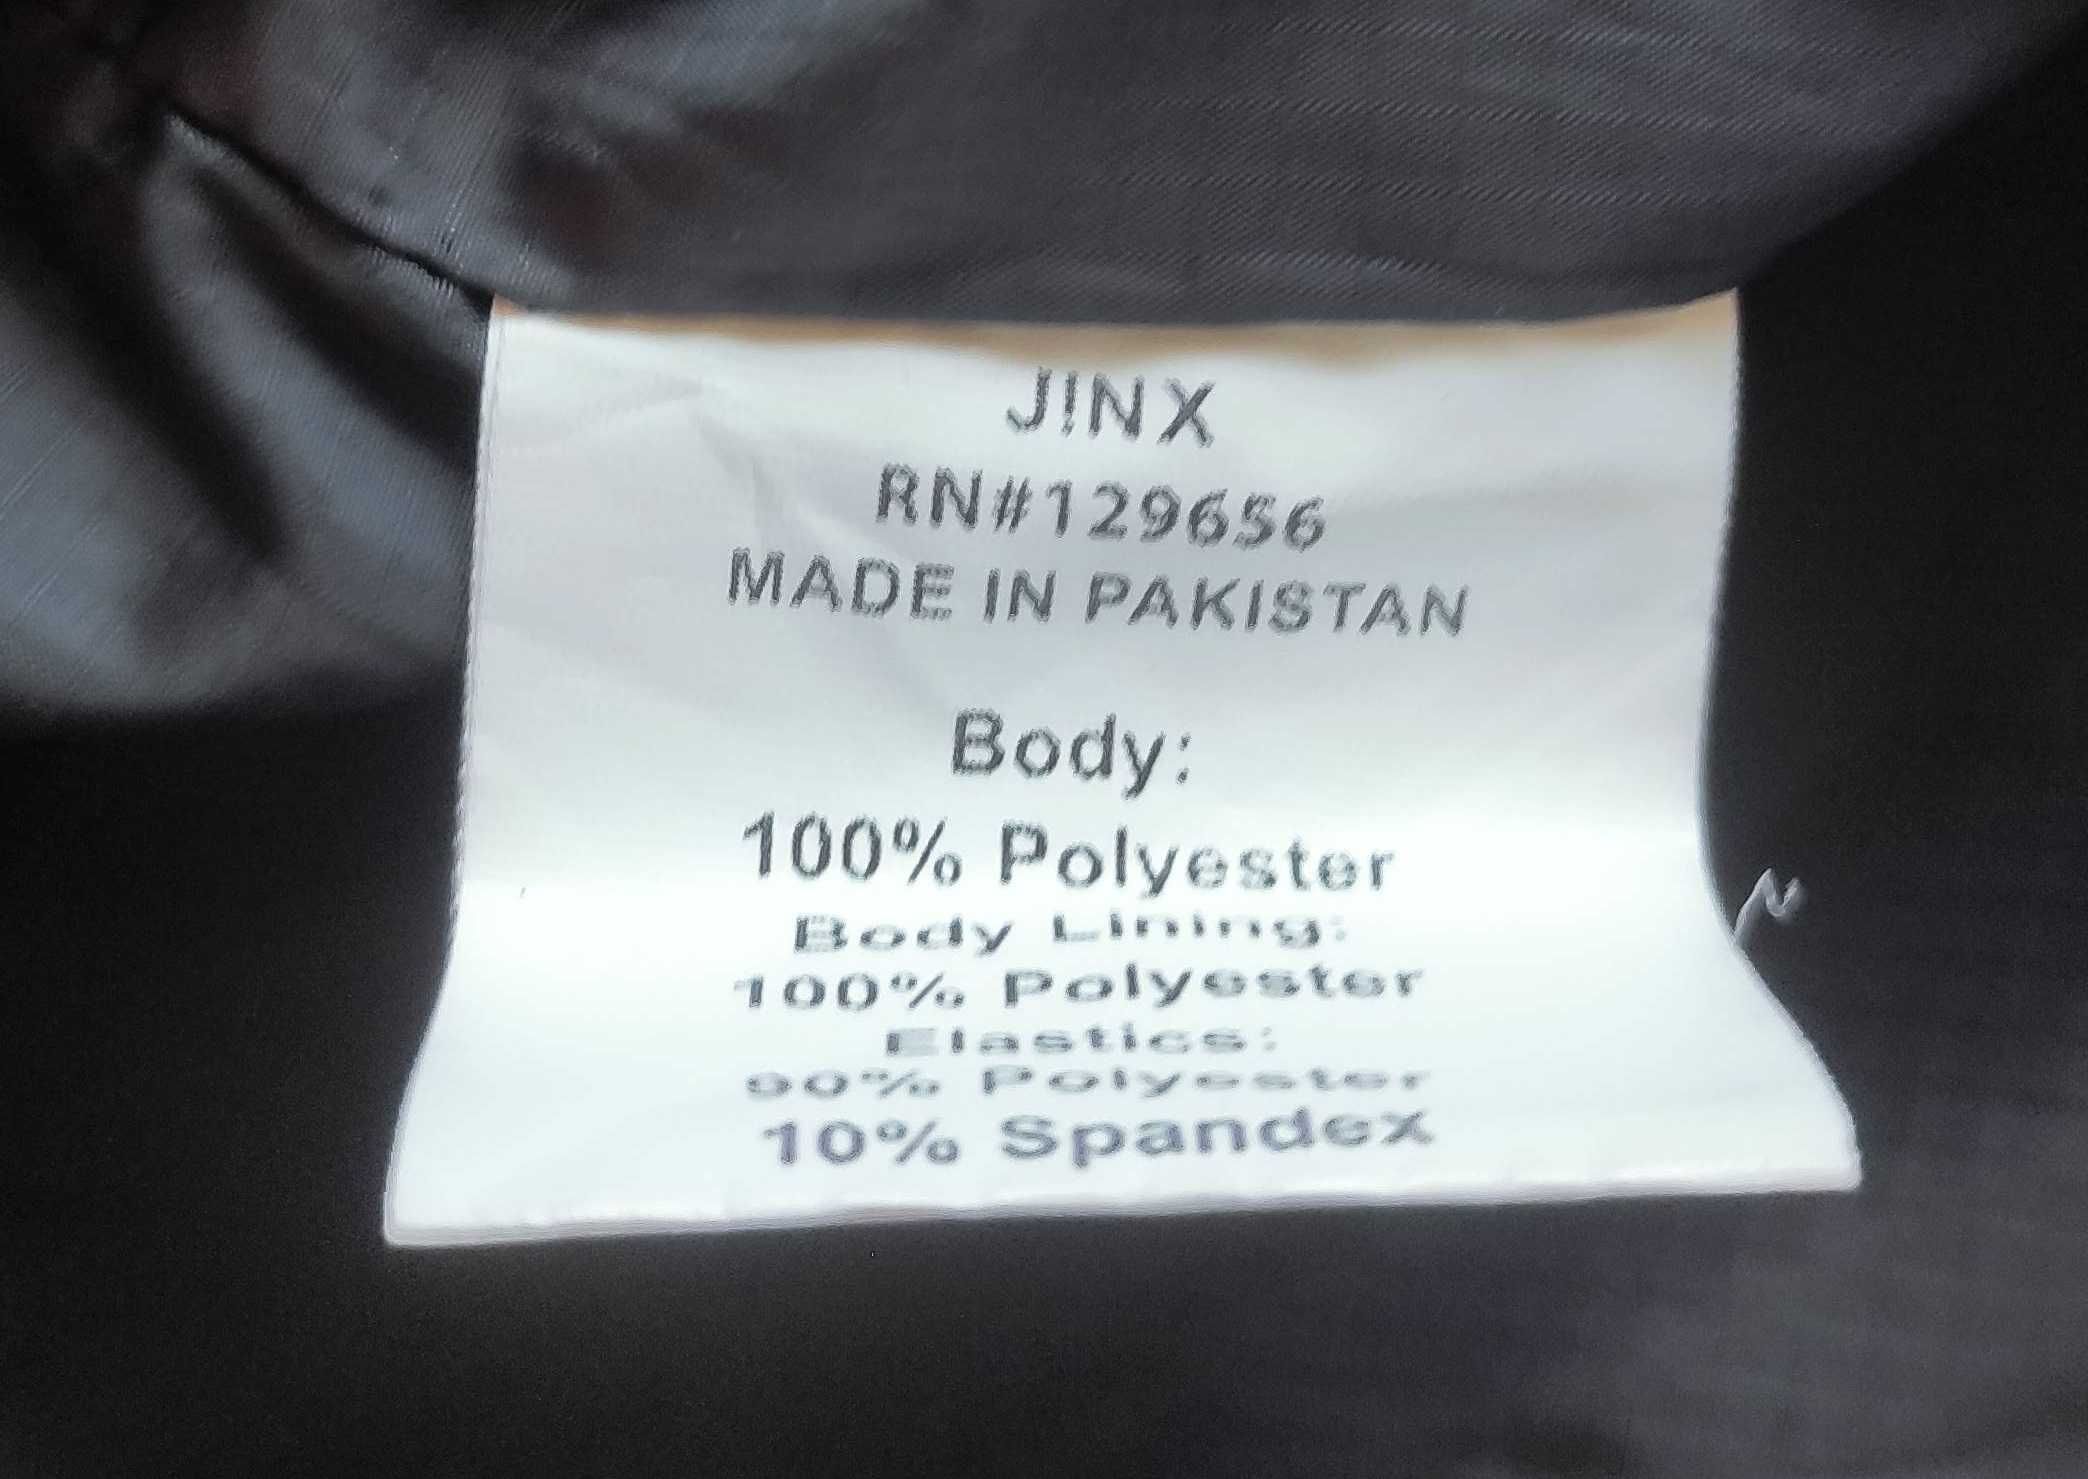 J!NX
RN#129656
MADE IN PAKISTAN
Body:
100% Polyester
Body Lining:
100% Polyester
Elastics:
90% Polyester
10% Spandex